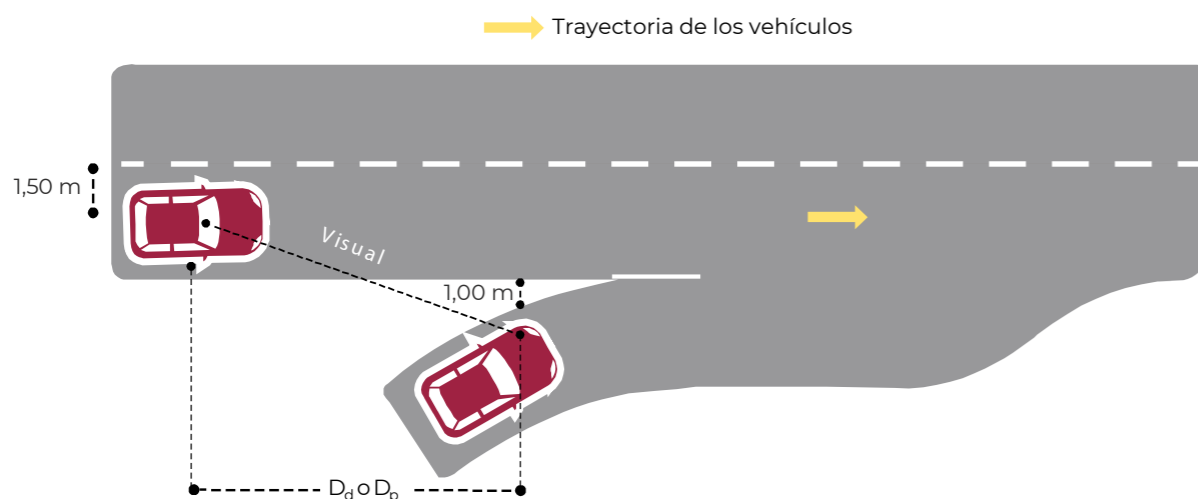 Trayectoria de los vehículos
1,50 m
Visual
1,00 m
Dd o Dp